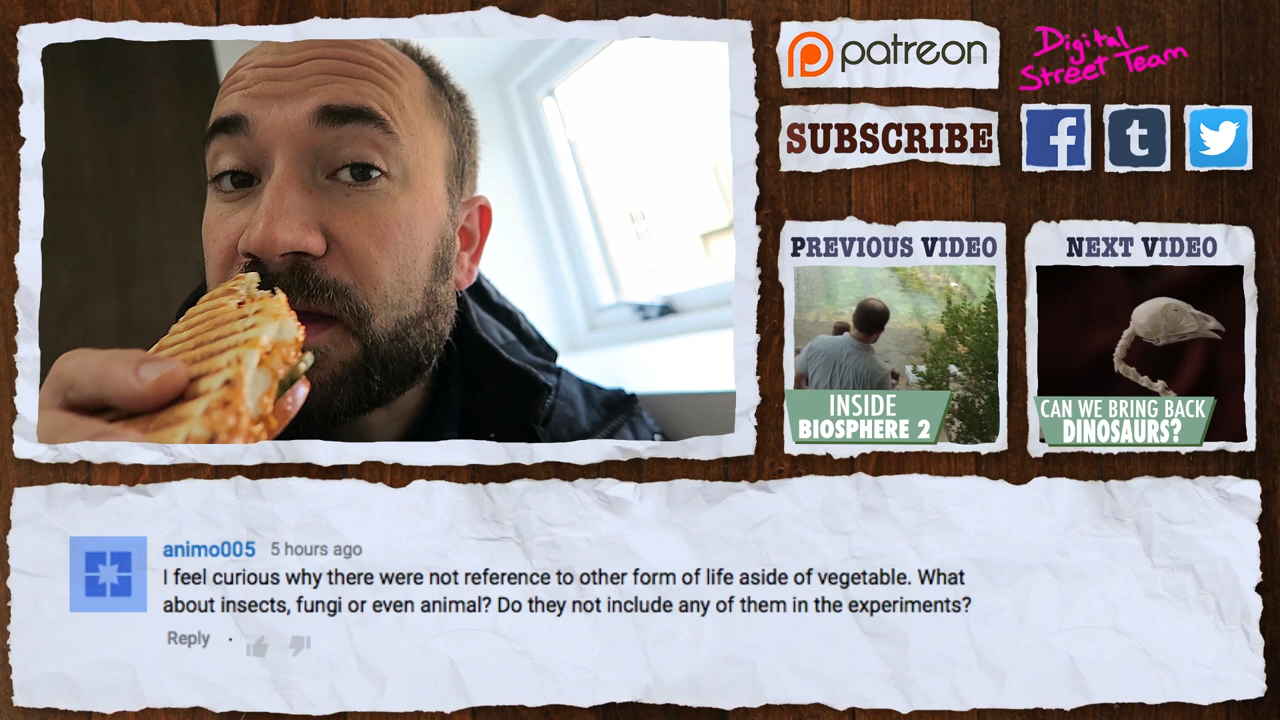 patreon
Digital
Street Team
SUBSCRIBE
PREVIOUS VIDEO
INSIDE
BIOSPHERE 2
NEXT VIDEO
CAN WE BRING BACK
DINOSAURS?
animo005 5 hours ago
I feel curious why there were not reference to other form of life aside of vegetable. What
about insects, fungi or even animal? Do they not include any of them in the experiments?
Reply ·